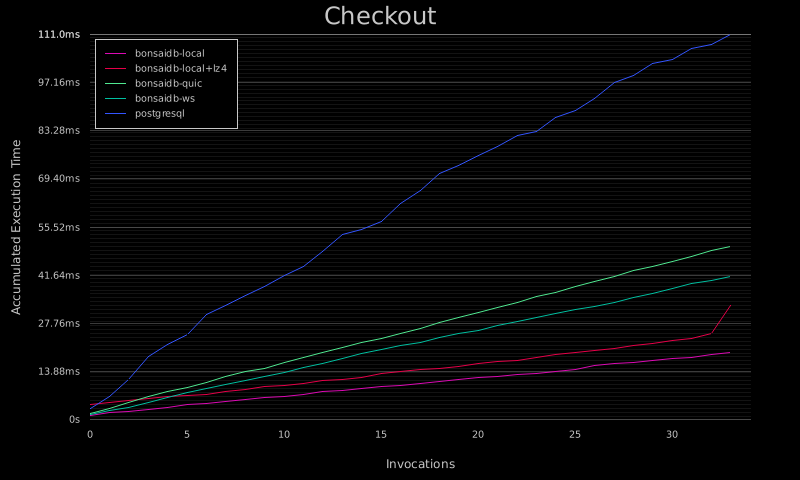 Checkout
111.0ms
bonsaidb-local
bonsaidb-local+lz4
bonsaidb-quic
bonsaidb-ws
postgresql
97.16ms
83.28ms
69.40ms
55.52ms
41.64ms
27.76ms
13.88ms
0s
Accumulated Execution Time
0 5 10 15 20 25 30
Invocations